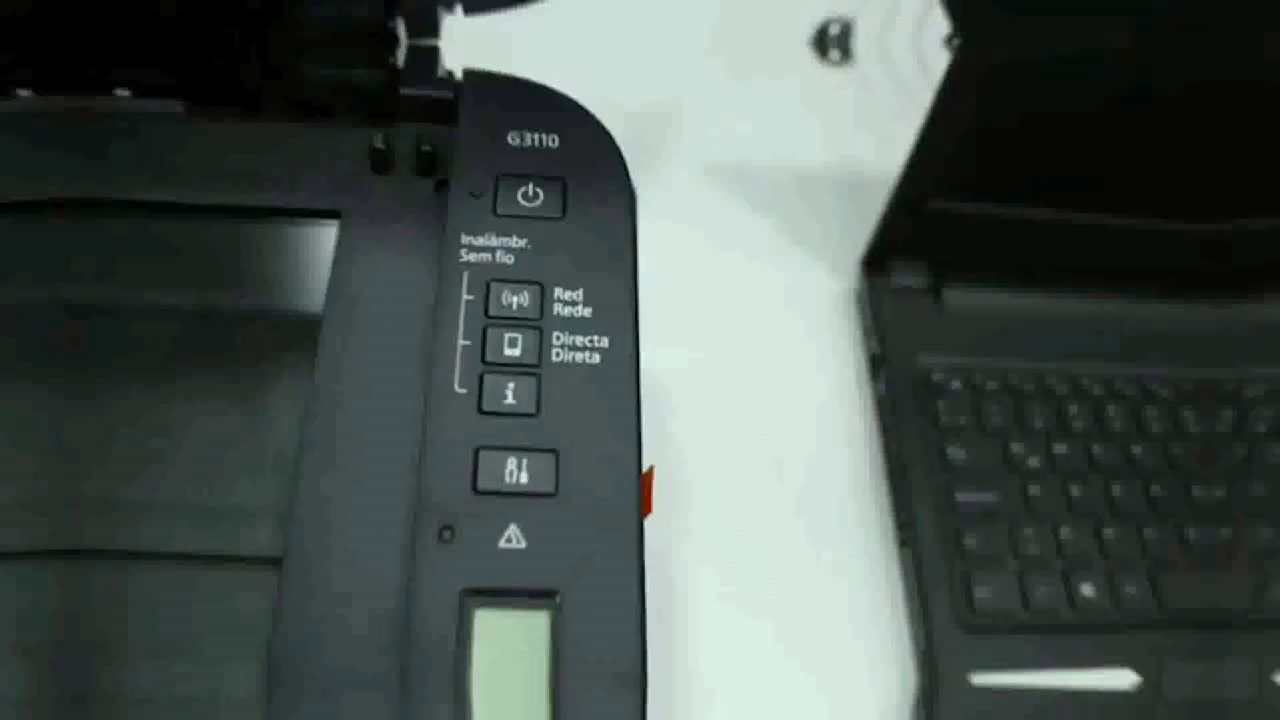 G3110
Inalámbr.
Sem fio
Red
Rede
Directa
Direta
i